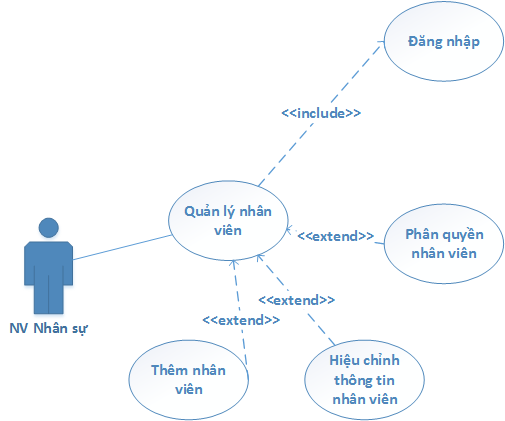 Đăng nhập
<<include>>
Quản lý nhân
viên
<<extend>>
Phân quyền
nhân viên
<<extend>>
<<extend>>
NV Nhân sự
Thêm nhân
viên
Hiệu chỉnh
thông tin
nhân viên